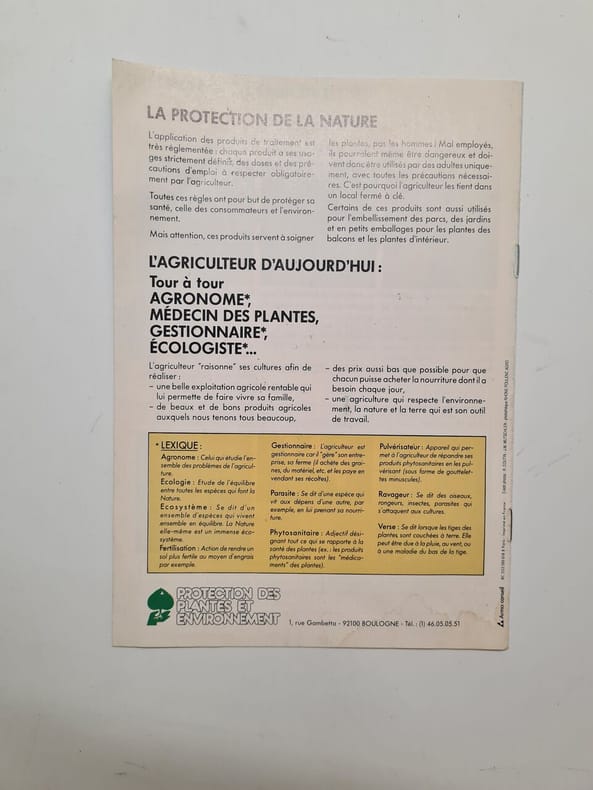 LA PROTECTION DE LA NATURE
L'application des produits de traitement est
très réglementée : chaque produit a ses usa-
ges strictement définis, des doses et des pré-
cautions d'emploi à respecter obligatoire-
ment par l'agriculteur.
Toutes ces règles ont pour but de protéger sa
santé, celle des consommateurs et l'environ-
nement.
Mais attention, ces produits servent à soigner
les plantes, pas les hommes ! Mal employés,
ils pourraient même être dangereux et doi-
vent donc être utilisés par des adultes unique-
ment, avec toutes les précautions nécessai-
res. C'est pourquoi l'agriculteur les tient dans
un local fermé à clé.
Certains de ces produits sont aussi utilisés
pour l'embellissement des parcs, des jardins
et en petits emballages pour les plantes des
balcons et les plantes d'intérieur.
L'AGRICULTEUR D'AUJOURD'HUI :
Tour à tour
AGRONOME*,
MÉDECIN DES PLANTES,
GESTIONNAIRE*,
ÉCOLOGISTE*...
L'agriculteur "raisonne" ses cultures afin de
réaliser :
– une belle exploitation agricole rentable qui
lui permette de faire vivre sa famille,
– de beaux et de bons produits agricoles
auxquels nous tenons tous beaucoup,
– des prix aussi bas que possible pour que
chacun puisse acheter la nourriture dont il a
besoin chaque jour,
– une agriculture qui respecte l'environne-
ment, la nature et la terre qui est son outil
de travail.
* LEXIQUE :
Agronome : Celui qui étudie l'en-
semble des problèmes de l'agricul-
ture.
Écologie : Étude de l'équilibre
entre toutes les espèces qui font la
Nature.
Écosystème : Se dit d'un
ensemble d'espèces qui vivent
ensemble en équilibre. La Nature
elle-même est un immense éco-
système.
Fertilisation : Action de rendre un
sol plus fertile au moyen d'engrais
par exemple.
Gestionnaire : L'agriculteur est
gestionnaire car il "gère" son entre-
prise, sa ferme (il achète des grai-
nes, du matériel, etc. et les paye en
vendant ses récoltes).
Parasite : Se dit d'une espèce qui
vit aux dépens d'une autre, par
exemple, en lui prenant sa nourri-
ture.
Phytosanitaire : Adjectif dési-
gnant tout ce qui se rapporte à la
santé des plantes (ex. : les produits
phytosanitaires sont les "médica-
ments" des plantes).
Pulvérisateur : Appareil qui per-
met à l'agriculteur de répandre ses
produits phytosanitaires en les pul-
vérisant (sous forme de gouttelet-
tes minuscules).
Ravageur : Se dit des oiseaux,
rongeurs, insectes, parasites qui
s'attaquent aux cultures.
Verse : Se dit lorsque les tiges des
plantes sont couchées à terre. Elle
peut être due à la pluie, au vent, ou
à une maladie du bas de la tige.
PROTECTION DES
PLANTES ET
ENVIRONNEMENT
1, rue Gambetta - 92100 BOULOGNE - Tél. : (1) 46.05.05.51
Arma conseil